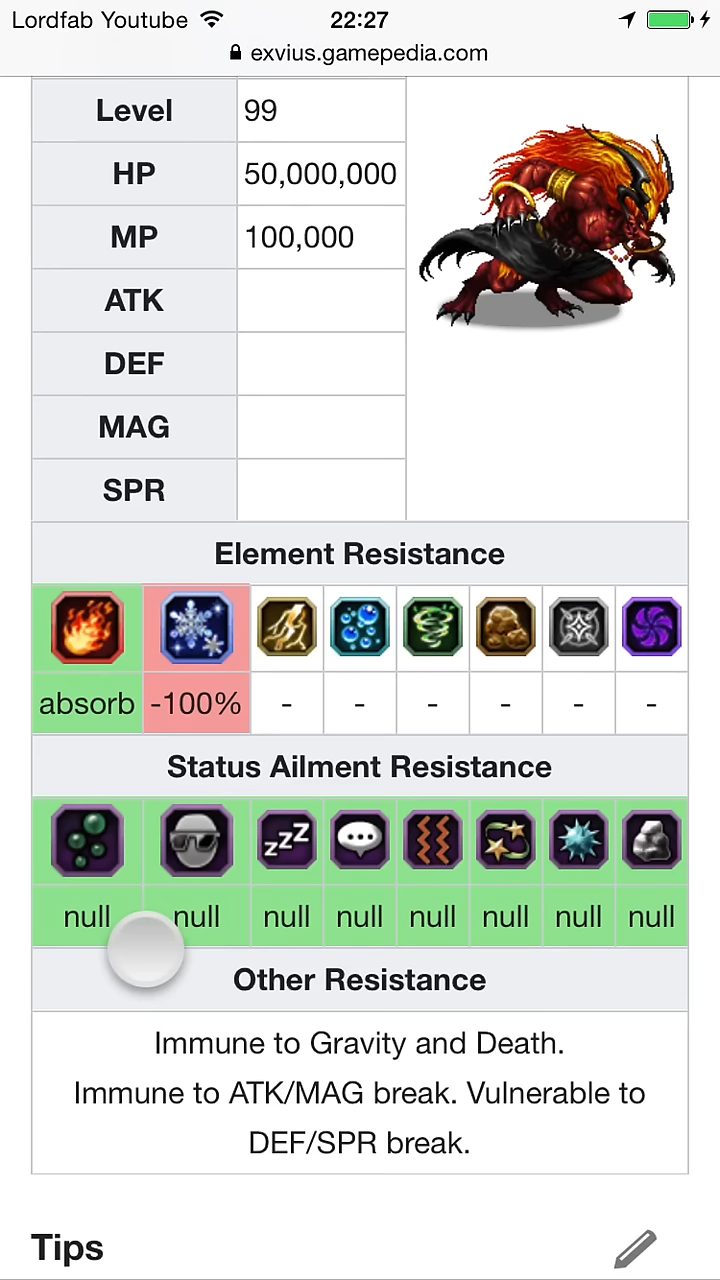 Lordfab Youtube 22:27
exvius.gamepedia.com
Level 99
HP 50,000,000
MP 100,000
ATK
DEF
MAG
SPR
Element Resistance
absorb -100% - - - - - -
Status Ailment Resistance
zzz
null null null null null null null null
Other Resistance
Immune to Gravity and Death.
Immune to ATK/MAG break. Vulnerable to
DEF/SPR break.
Tips